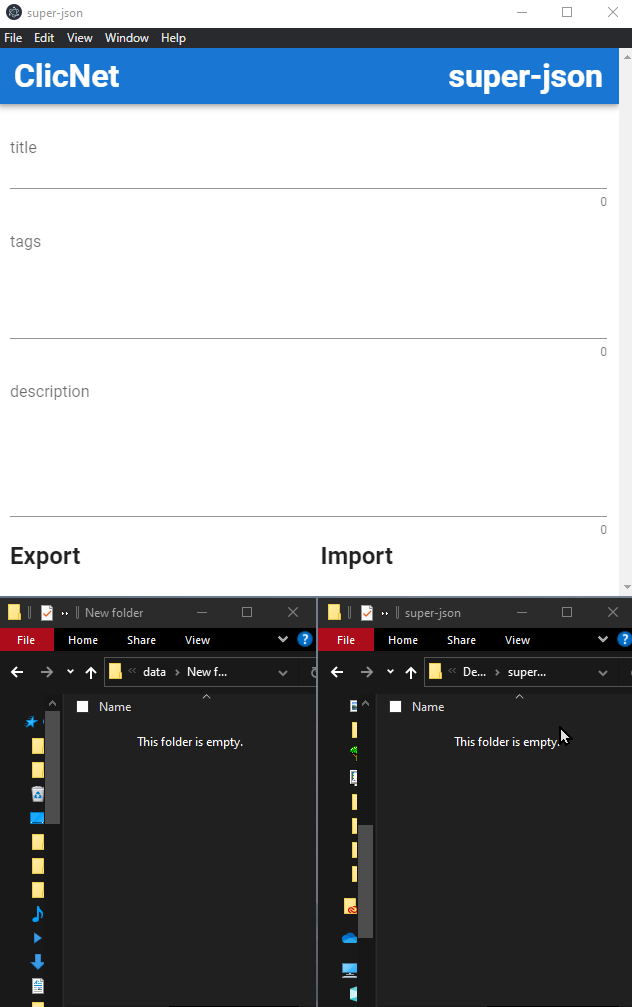 super-json
File Edit View Window Help
ClicNet super-json
title
0
tags
0
description
0
Export Import
New folder
File Home Share View
data New f...
Name
This folder is empty.
super-json
File Home Share View
De... super...
Name
This folder is empty.